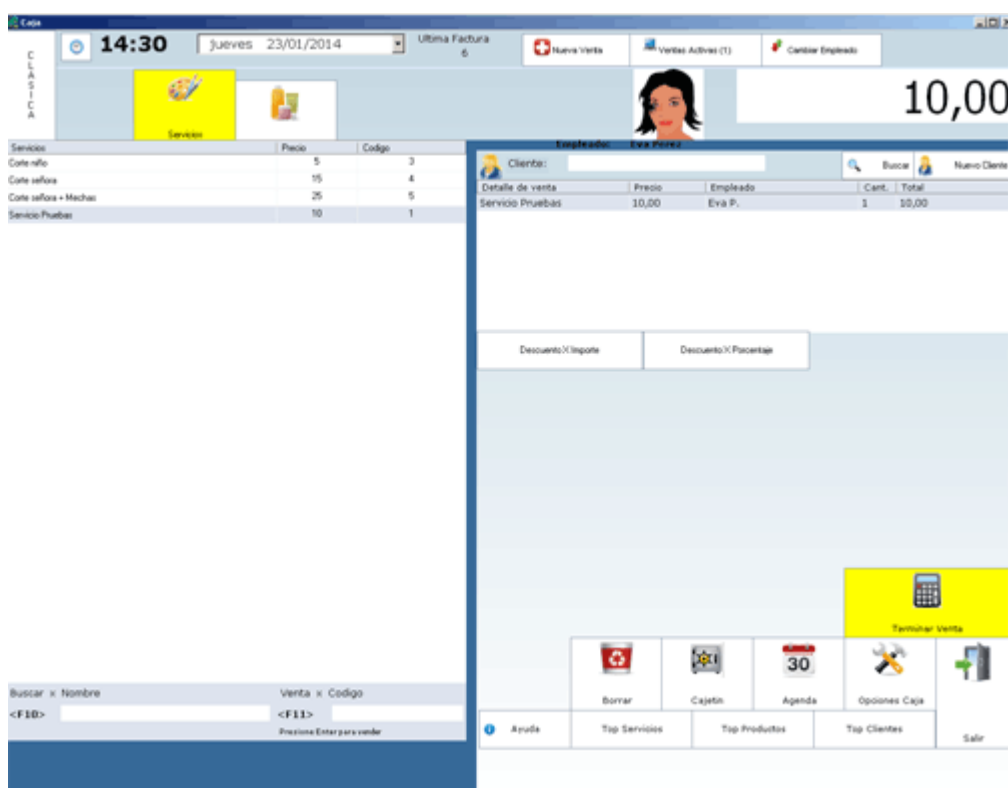 Caja
CLASICA
14:30
jueves 23/01/2014
Ultima Factura
6
Nueva Venta
Ventas Activas (1)
Cambiar Empleado
10,00
Servicios
Empleado: Eva Perez
Servicios Precio Codigo
Corte niño 5 3
Corte señora 15 4
Corte señora + Mechas 25 5
Servicio Pruebas 10 1
Cliente:
Buscar
Nuevo Cliente
Detalle de venta Precio Empleado Cant. Total
Servicio Pruebas 10,00 Eva P. 1 10,00
Descuento X Importe
Descuento X Porcentaje
Terminar Venta
30
Borrar
Cajetin
Agenda
Opciones Caja
Salir
Ayuda
Top Servicios
Top Productos
Top Clientes
Buscar x Nombre
<F10>
Venta x Codigo
<F11>
Presione Enter para vender